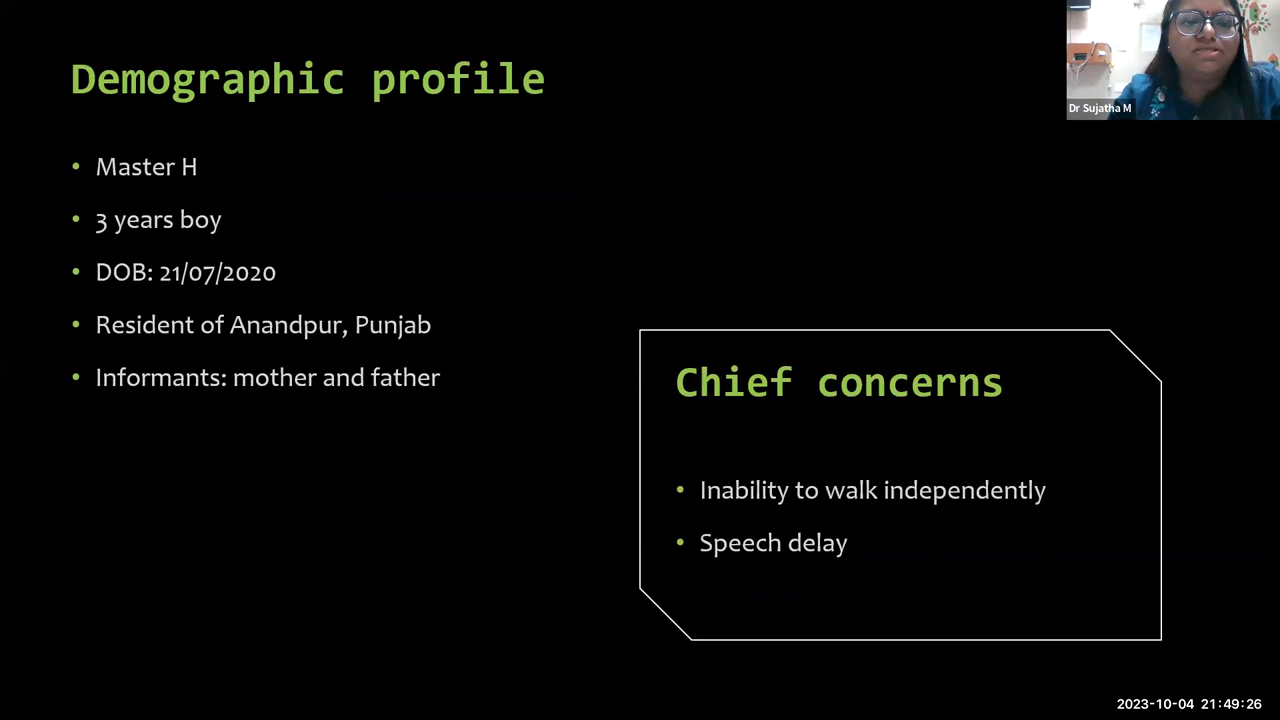 Demographic profile
• Master H
• 3 years boy
• DOB: 21/07/2020
• Resident of Anandpur, Punjab
• Informants: mother and father
Chief concerns
• Inability to walk independently
• Speech delay
Dr Sujatha M
2023-10-04 21:49:26